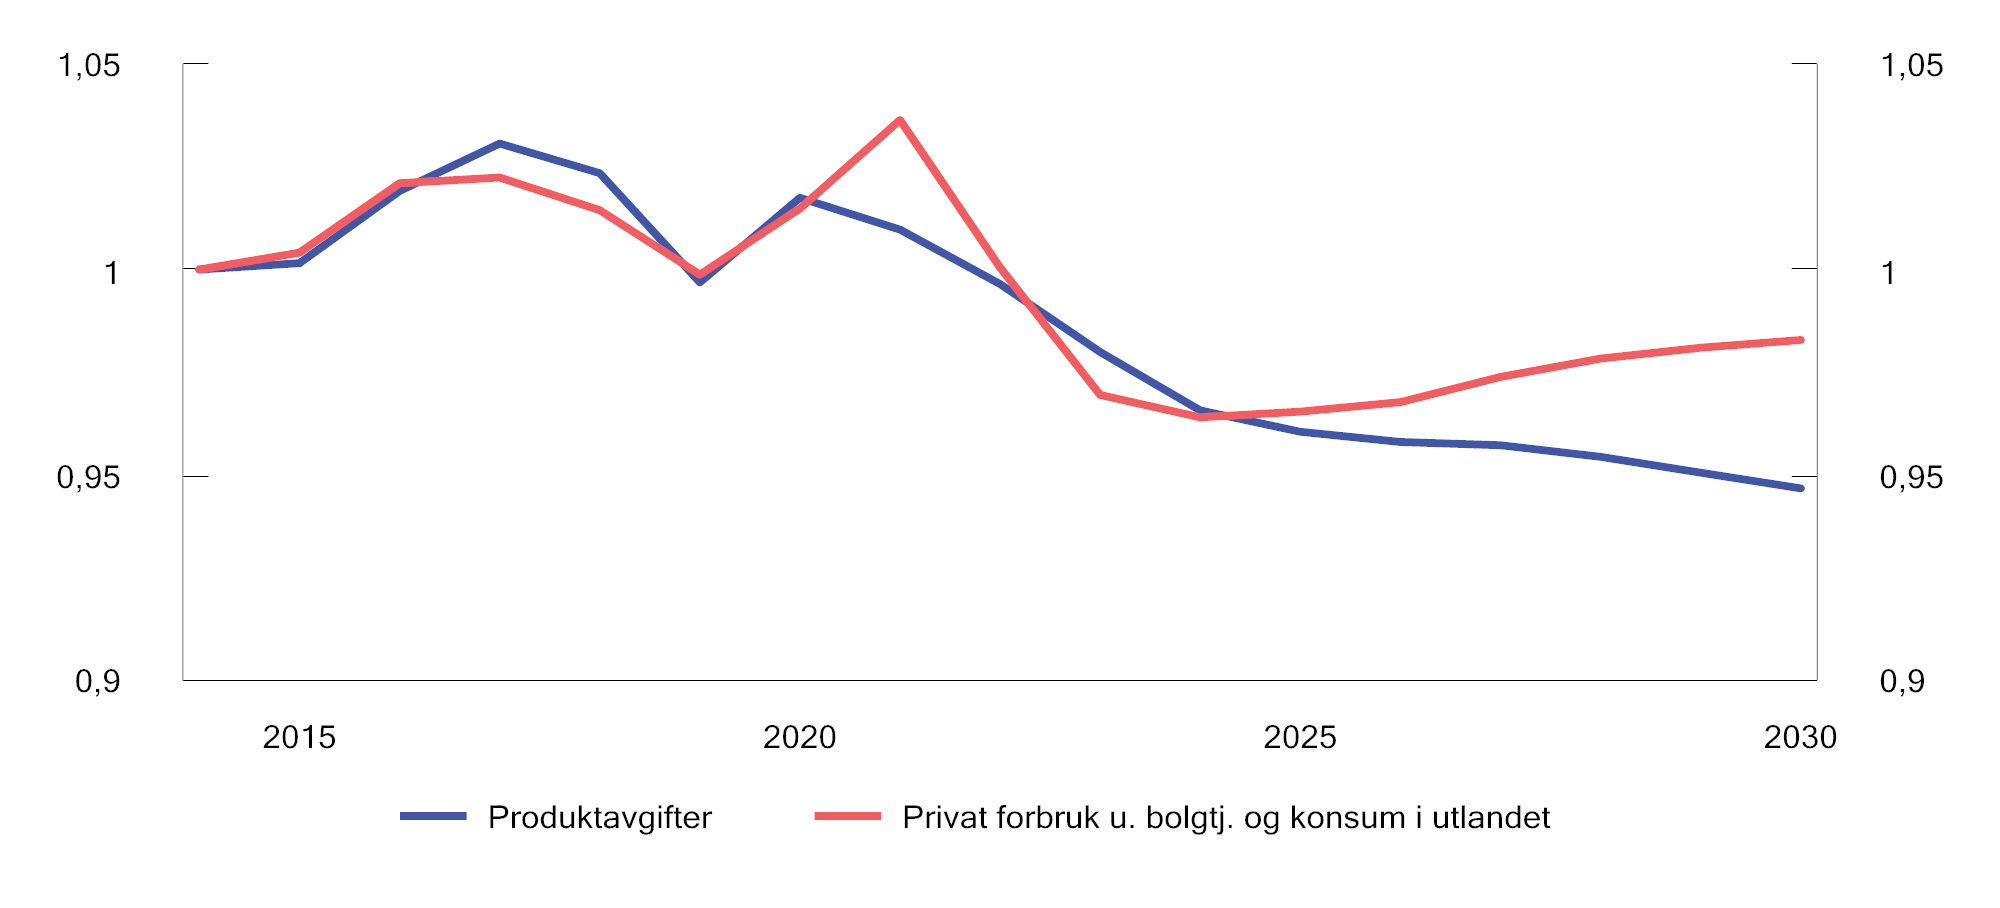 1,05 1,05
1 1
0,95 0,95
0,9 0,9
2015 2020 2025 2030
Produktavgifter Privat forbruk u. bolgtj. og konsum i utlandet